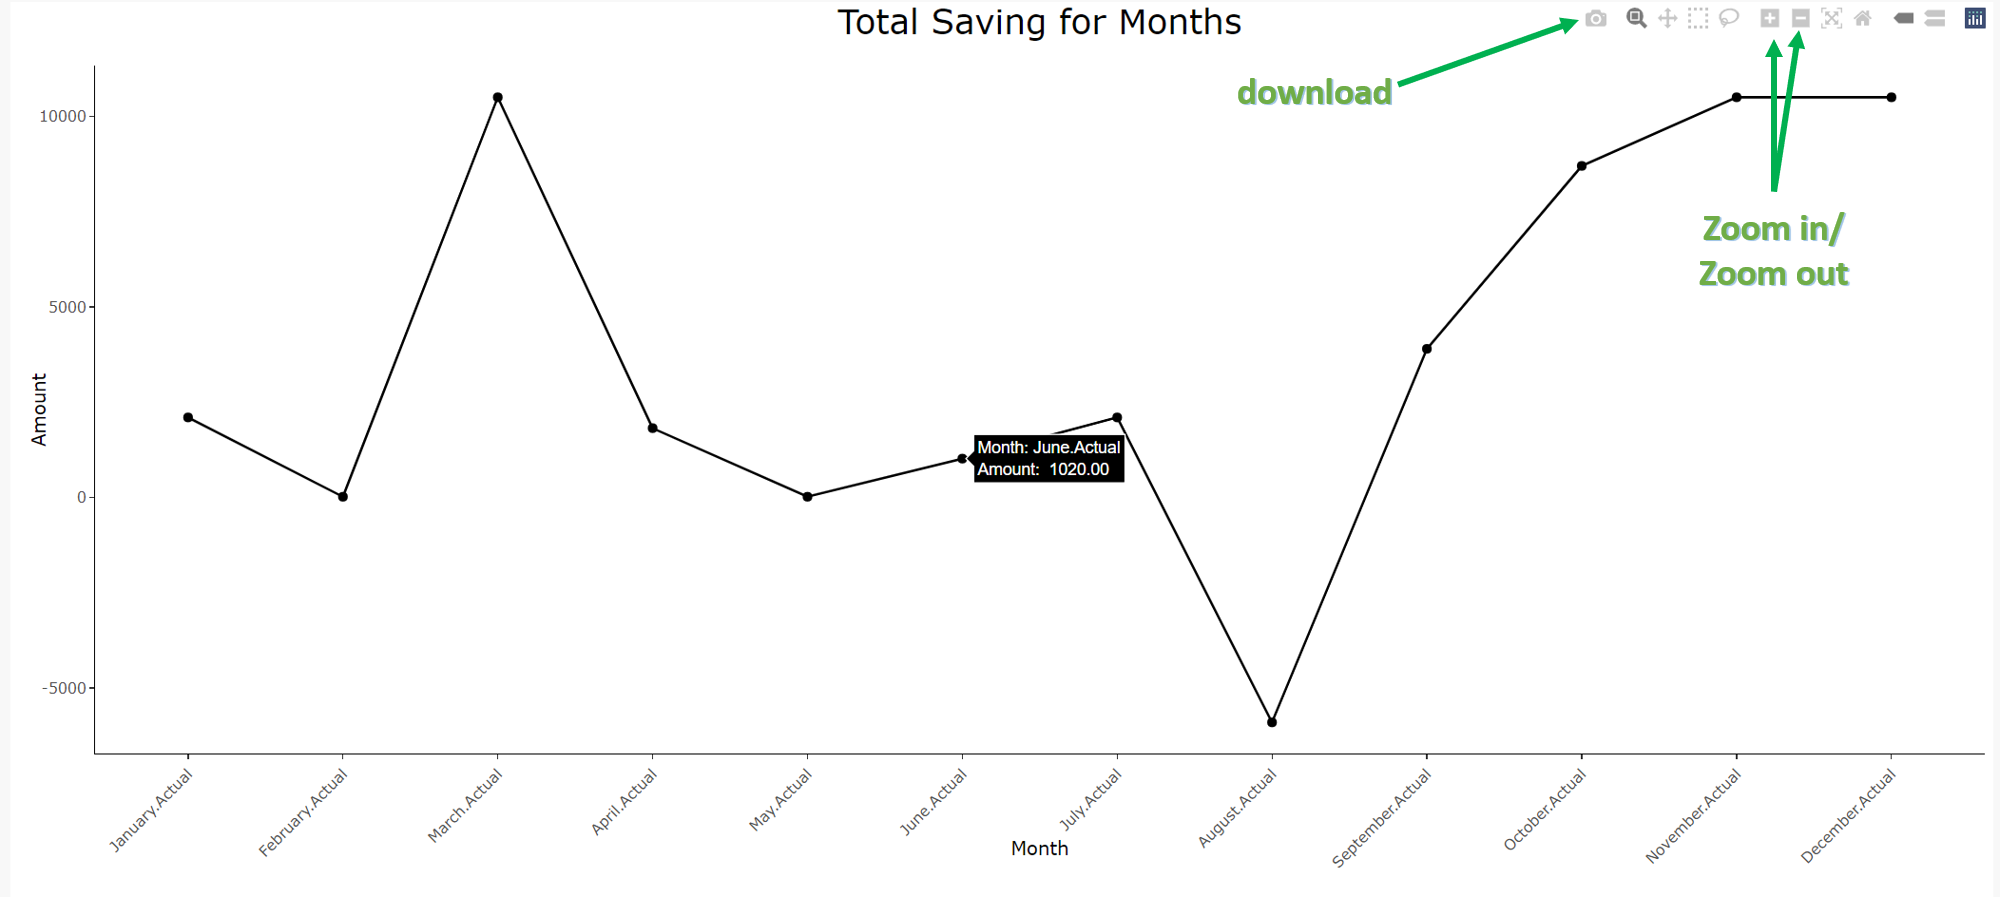 Total Saving for Months
download
Zoom in/
Zoom out
10000
5000
0
-5000
Amount
Month: June.Actual
Amount:  1020.00
January.Actual
February.Actual
March.Actual
April.Actual
May.Actual
June.Actual
July.Actual
August.Actual
September.Actual
October.Actual
November.Actual
December.Actual
Month